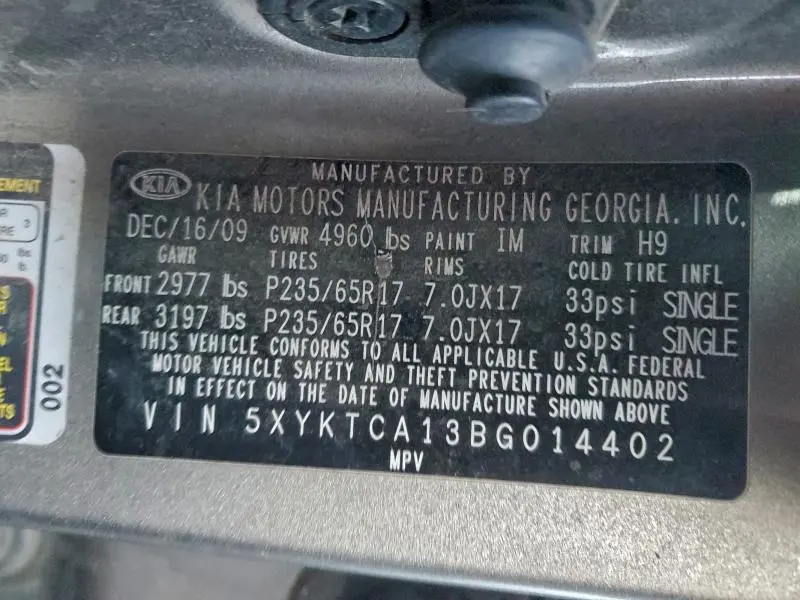 MANUFACTURED BY
KIA KIA MOTORS MANUFACTURING GEORGIA. INC.
DEC/16/09 GVWR 4960 lbs PAINT IM TRIM H9
GAWR TIRES RIMS COLD TIRE INFL
FRONT 2977 lbs P235/65R17 7.0JX17 33psi SINGLE
REAR 3197 lbs P235/65R17 7.0JX17 33psi SINGLE
THIS VEHICLE CONFORMS TO ALL APPLICABLE U.S.A. FEDERAL
MOTOR VEHICLE SAFETY AND THEFT PREVENTION STANDARDS
IN EFFECT ON THE DATE OF MANUFACTURE SHOWN ABOVE
VIN 5XYKTCA13BG014402
MPV
002